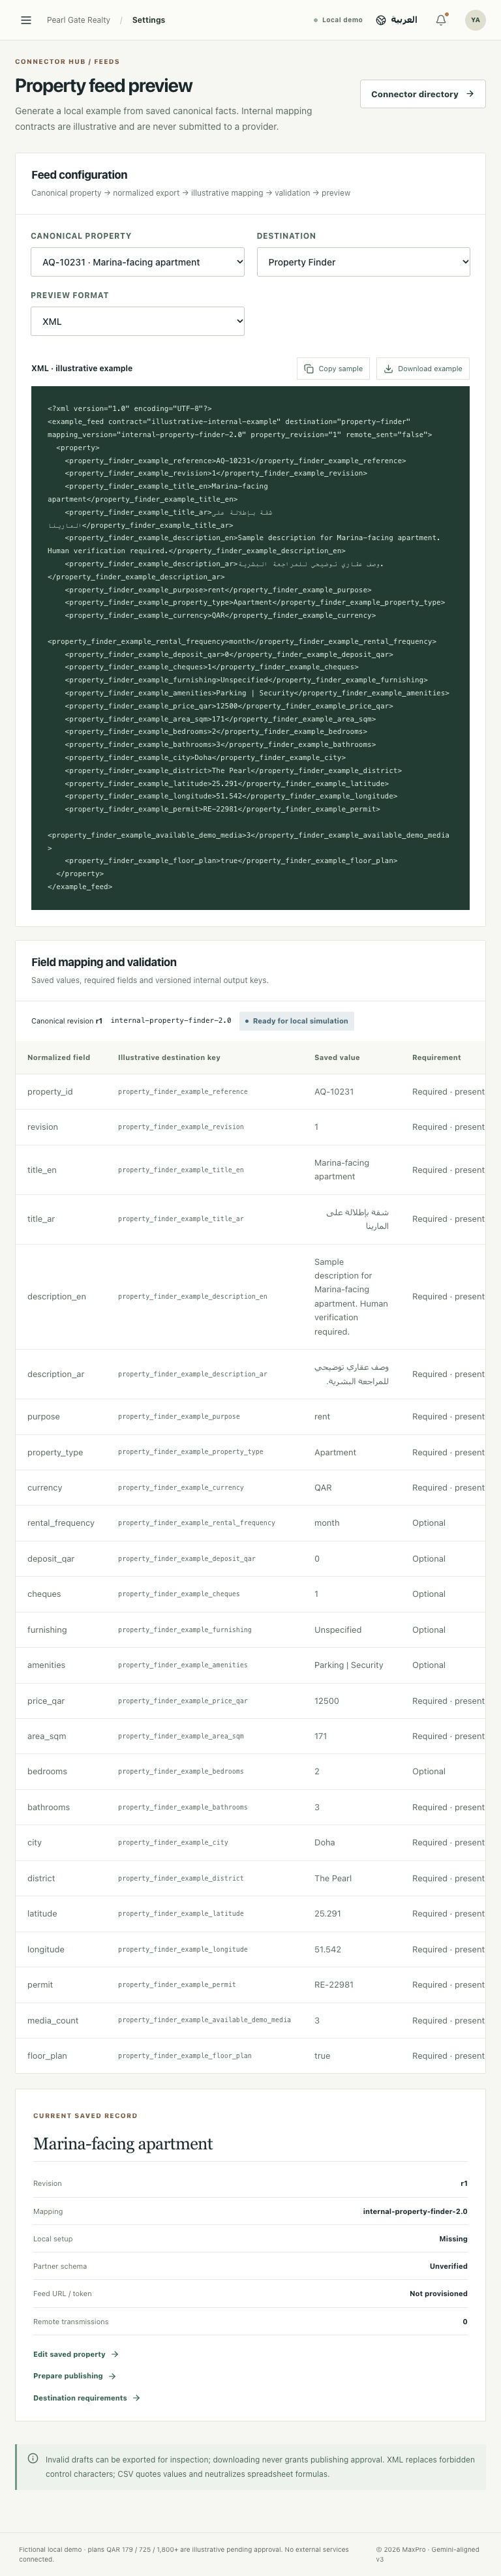 Pearl Gate Realty / Settings
Local demo
العربية
YA
CONNECTOR HUB / FEEDS
Property feed preview
Generate a local example from saved canonical facts. Internal mapping
contracts are illustrative and are never submitted to a provider.
Connector directory →
Feed configuration
Canonical property → normalized export → illustrative mapping → validation → preview
CANONICAL PROPERTY
AQ-10231 · Marina-facing apartment
DESTINATION
Property Finder
PREVIEW FORMAT
XML
XML · illustrative example
Copy sample
Download example
<?xml version="1.0" encoding="UTF-8"?>
<example_feed contract="illustrative-internal-example" destination="property-finder"
mapping_version="internal-property-finder-2.0" property_revision="1" remote_sent="false">
<property>
<property_finder_example_reference>AQ-10231</property_finder_example_reference>
<property_finder_example_revision>1</property_finder_example_revision>
<property_finder_example_title_en>Marina-facing
apartment</property_finder_example_title_en>
<property_finder_example_title_ar>شقة بإطلالة على
المارينا</property_finder_example_title_ar>
<property_finder_example_description_en>Sample description for Marina-facing apartment.
Human verification required.</property_finder_example_description_en>
<property_finder_example_description_ar>وصف عقاري توضيحي للمراجعة البشرية.
</property_finder_example_description_ar>
<property_finder_example_purpose>rent</property_finder_example_purpose>
<property_finder_example_property_type>Apartment</property_finder_example_property_type>
<property_finder_example_currency>QAR</property_finder_example_currency>
<property_finder_example_rental_frequency>month</property_finder_example_rental_frequency>
<property_finder_example_deposit_qar>0</property_finder_example_deposit_qar>
<property_finder_example_cheques>1</property_finder_example_cheques>
<property_finder_example_furnishing>Unspecified</property_finder_example_furnishing>
<property_finder_example_amenities>Parking | Security</property_finder_example_amenities>
<property_finder_example_price_qar>12500</property_finder_example_price_qar>
<property_finder_example_area_sqm>171</property_finder_example_area_sqm>
<property_finder_example_bedrooms>2</property_finder_example_bedrooms>
<property_finder_example_bathrooms>3</property_finder_example_bathrooms>
<property_finder_example_city>Doha</property_finder_example_city>
<property_finder_example_district>The Pearl</property_finder_example_district>
<property_finder_example_latitude>25.291</property_finder_example_latitude>
<property_finder_example_longitude>51.542</property_finder_example_longitude>
<property_finder_example_permit>RE-22981</property_finder_example_permit>
<property_finder_example_available_demo_media>3</property_finder_example_available_demo_media
>
<property_finder_example_floor_plan>true</property_finder_example_floor_plan>
</property>
</example_feed>
Field mapping and validation
Saved values, required fields and versioned internal output keys.
Canonical revision r1 internal-property-finder-2.0 Ready for local simulation
Normalized field Illustrative destination key Saved value Requirement
property_id property_finder_example_reference AQ-10231 Required · present
revision property_finder_example_revision 1 Required · present
title_en property_finder_example_title_en Marina-facing
apartment Required · present
title_ar property_finder_example_title_ar شقة بإطلالة على
المارينا Required · present
description_en property_finder_example_description_en Sample
description for
Marina-facing
apartment. Human
verification
required. Required · present
description_ar property_finder_example_description_ar وصف عقاري توضيحي
للمراجعة البشرية. Required · present
purpose property_finder_example_purpose rent Required · present
property_type property_finder_example_property_type Apartment Required · present
currency property_finder_example_currency QAR Required · present
rental_frequency property_finder_example_rental_frequency month Optional
deposit_qar property_finder_example_deposit_qar 0 Optional
cheques property_finder_example_cheques 1 Optional
furnishing property_finder_example_furnishing Unspecified Optional
amenities property_finder_example_amenities Parking | Security Optional
price_qar property_finder_example_price_qar 12500 Required · present
area_sqm property_finder_example_area_sqm 171 Required · present
bedrooms property_finder_example_bedrooms 2 Optional
bathrooms property_finder_example_bathrooms 3 Required · present
city property_finder_example_city Doha Required · present
district property_finder_example_district The Pearl Required · present
latitude property_finder_example_latitude 25.291 Required · present
longitude property_finder_example_longitude 51.542 Required · present
permit property_finder_example_permit RE-22981 Required · present
media_count property_finder_example_available_demo_media 3 Required · present
floor_plan property_finder_example_floor_plan true Required · present
CURRENT SAVED RECORD
Marina-facing apartment
Revision r1
Mapping internal-property-finder-2.0
Local setup Missing
Partner schema Unverified
Feed URL / token Not provisioned
Remote transmissions 0
Edit saved property →
Prepare publishing →
Destination requirements →
Invalid drafts can be exported for inspection; downloading never grants publishing approval. XML replaces forbidden
control characters; CSV quotes values and neutralizes spreadsheet formulas.
Fictional local demo · plans QAR 179 / 725 / 1,800+ are illustrative pending approval. No external services
connected.
© 2026 MaxPro · Gemini-aligned
v3